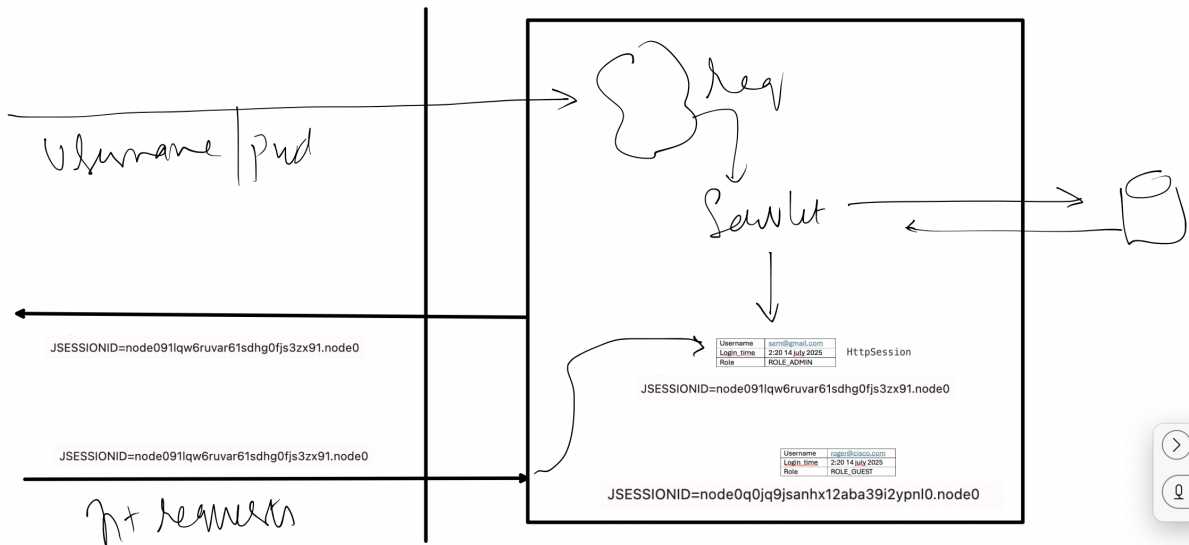 req
Username | pwd
Servlet
JSESSIONID=node091lqw6ruvar61sdhg0fjs3zx91.node0
Username sam@gmail.com
Login_time 2:20 14 july 2025
Role ROLE_ADMIN
HttpSession
JSESSIONID=node091lqw6ruvar61sdhg0fjs3zx91.node0
JSESSIONID=node091lqw6ruvar61sdhg0fjs3zx91.node0
n+ requests
Username roger@cisco.com
Login_time 2:20 14 july 2025
Role ROLE_GUEST
JSESSIONID=node0q0jq9jsanhx12aba39i2ypnl0.node0